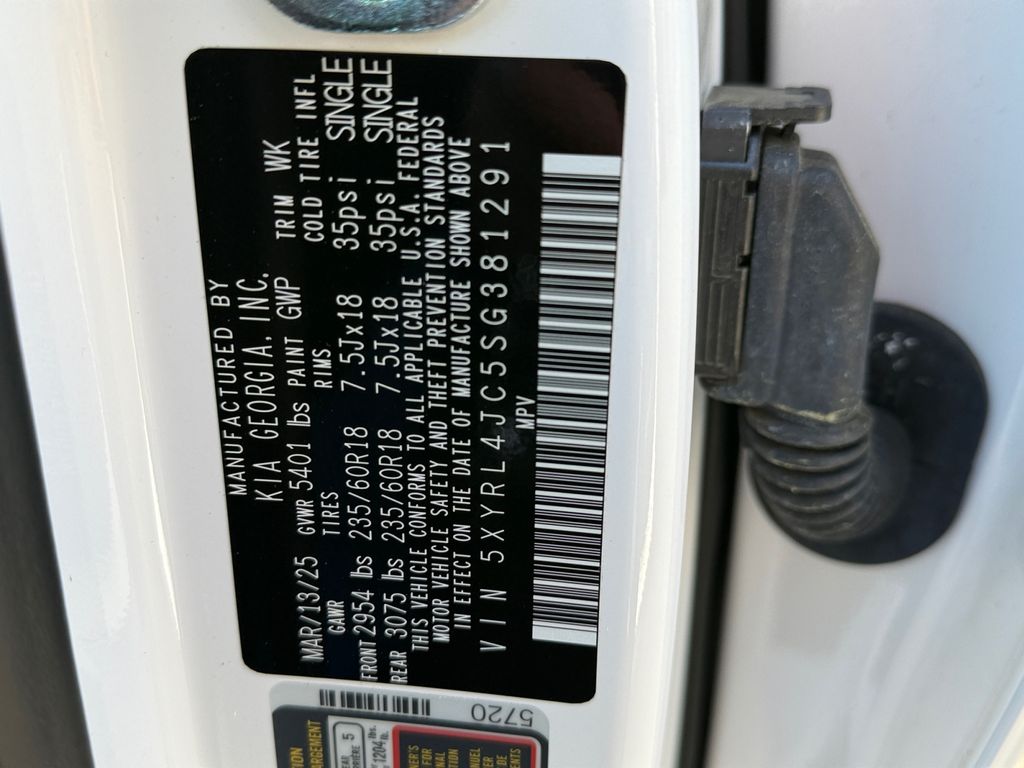 MANUFACTURED BY
KIA GEORGIA, INC.
MAR/13/25 GVWR 5401 lbs PAINT GWP TRIM WK
GAWR TIRES RIMS COLD TIRE INFL
FRONT 2954 lbs 235/60R18 7.5Jx18 35psi SINGLE
REAR 3075 lbs 235/60R18 7.5Jx18 35psi SINGLE
THIS VEHICLE CONFORMS TO ALL APPLICABLE U.S.A. FEDERAL
MOTOR VEHICLE SAFETY AND THEFT PREVENTION STANDARDS
IN EFFECT ON THE DATE OF MANUFACTURE SHOWN ABOVE
VIN 5XYRL4JC5SG381291
MPV
5720
5
1204 lb.